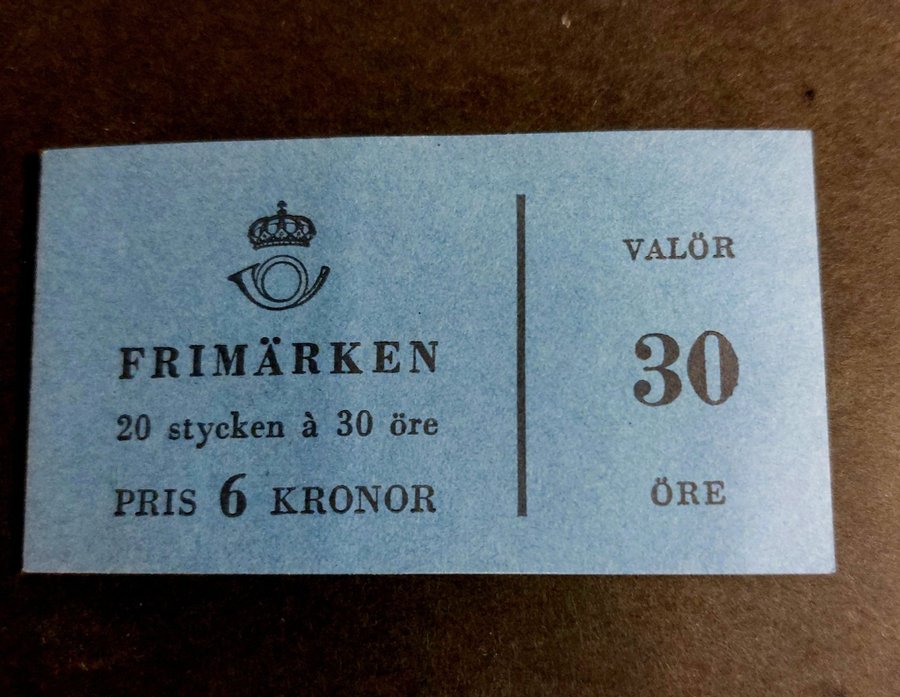 FRIMÄRKEN
20 stycken à 30 öre
PRIS 6 KRONOR
VALÖR
30
ÖRE